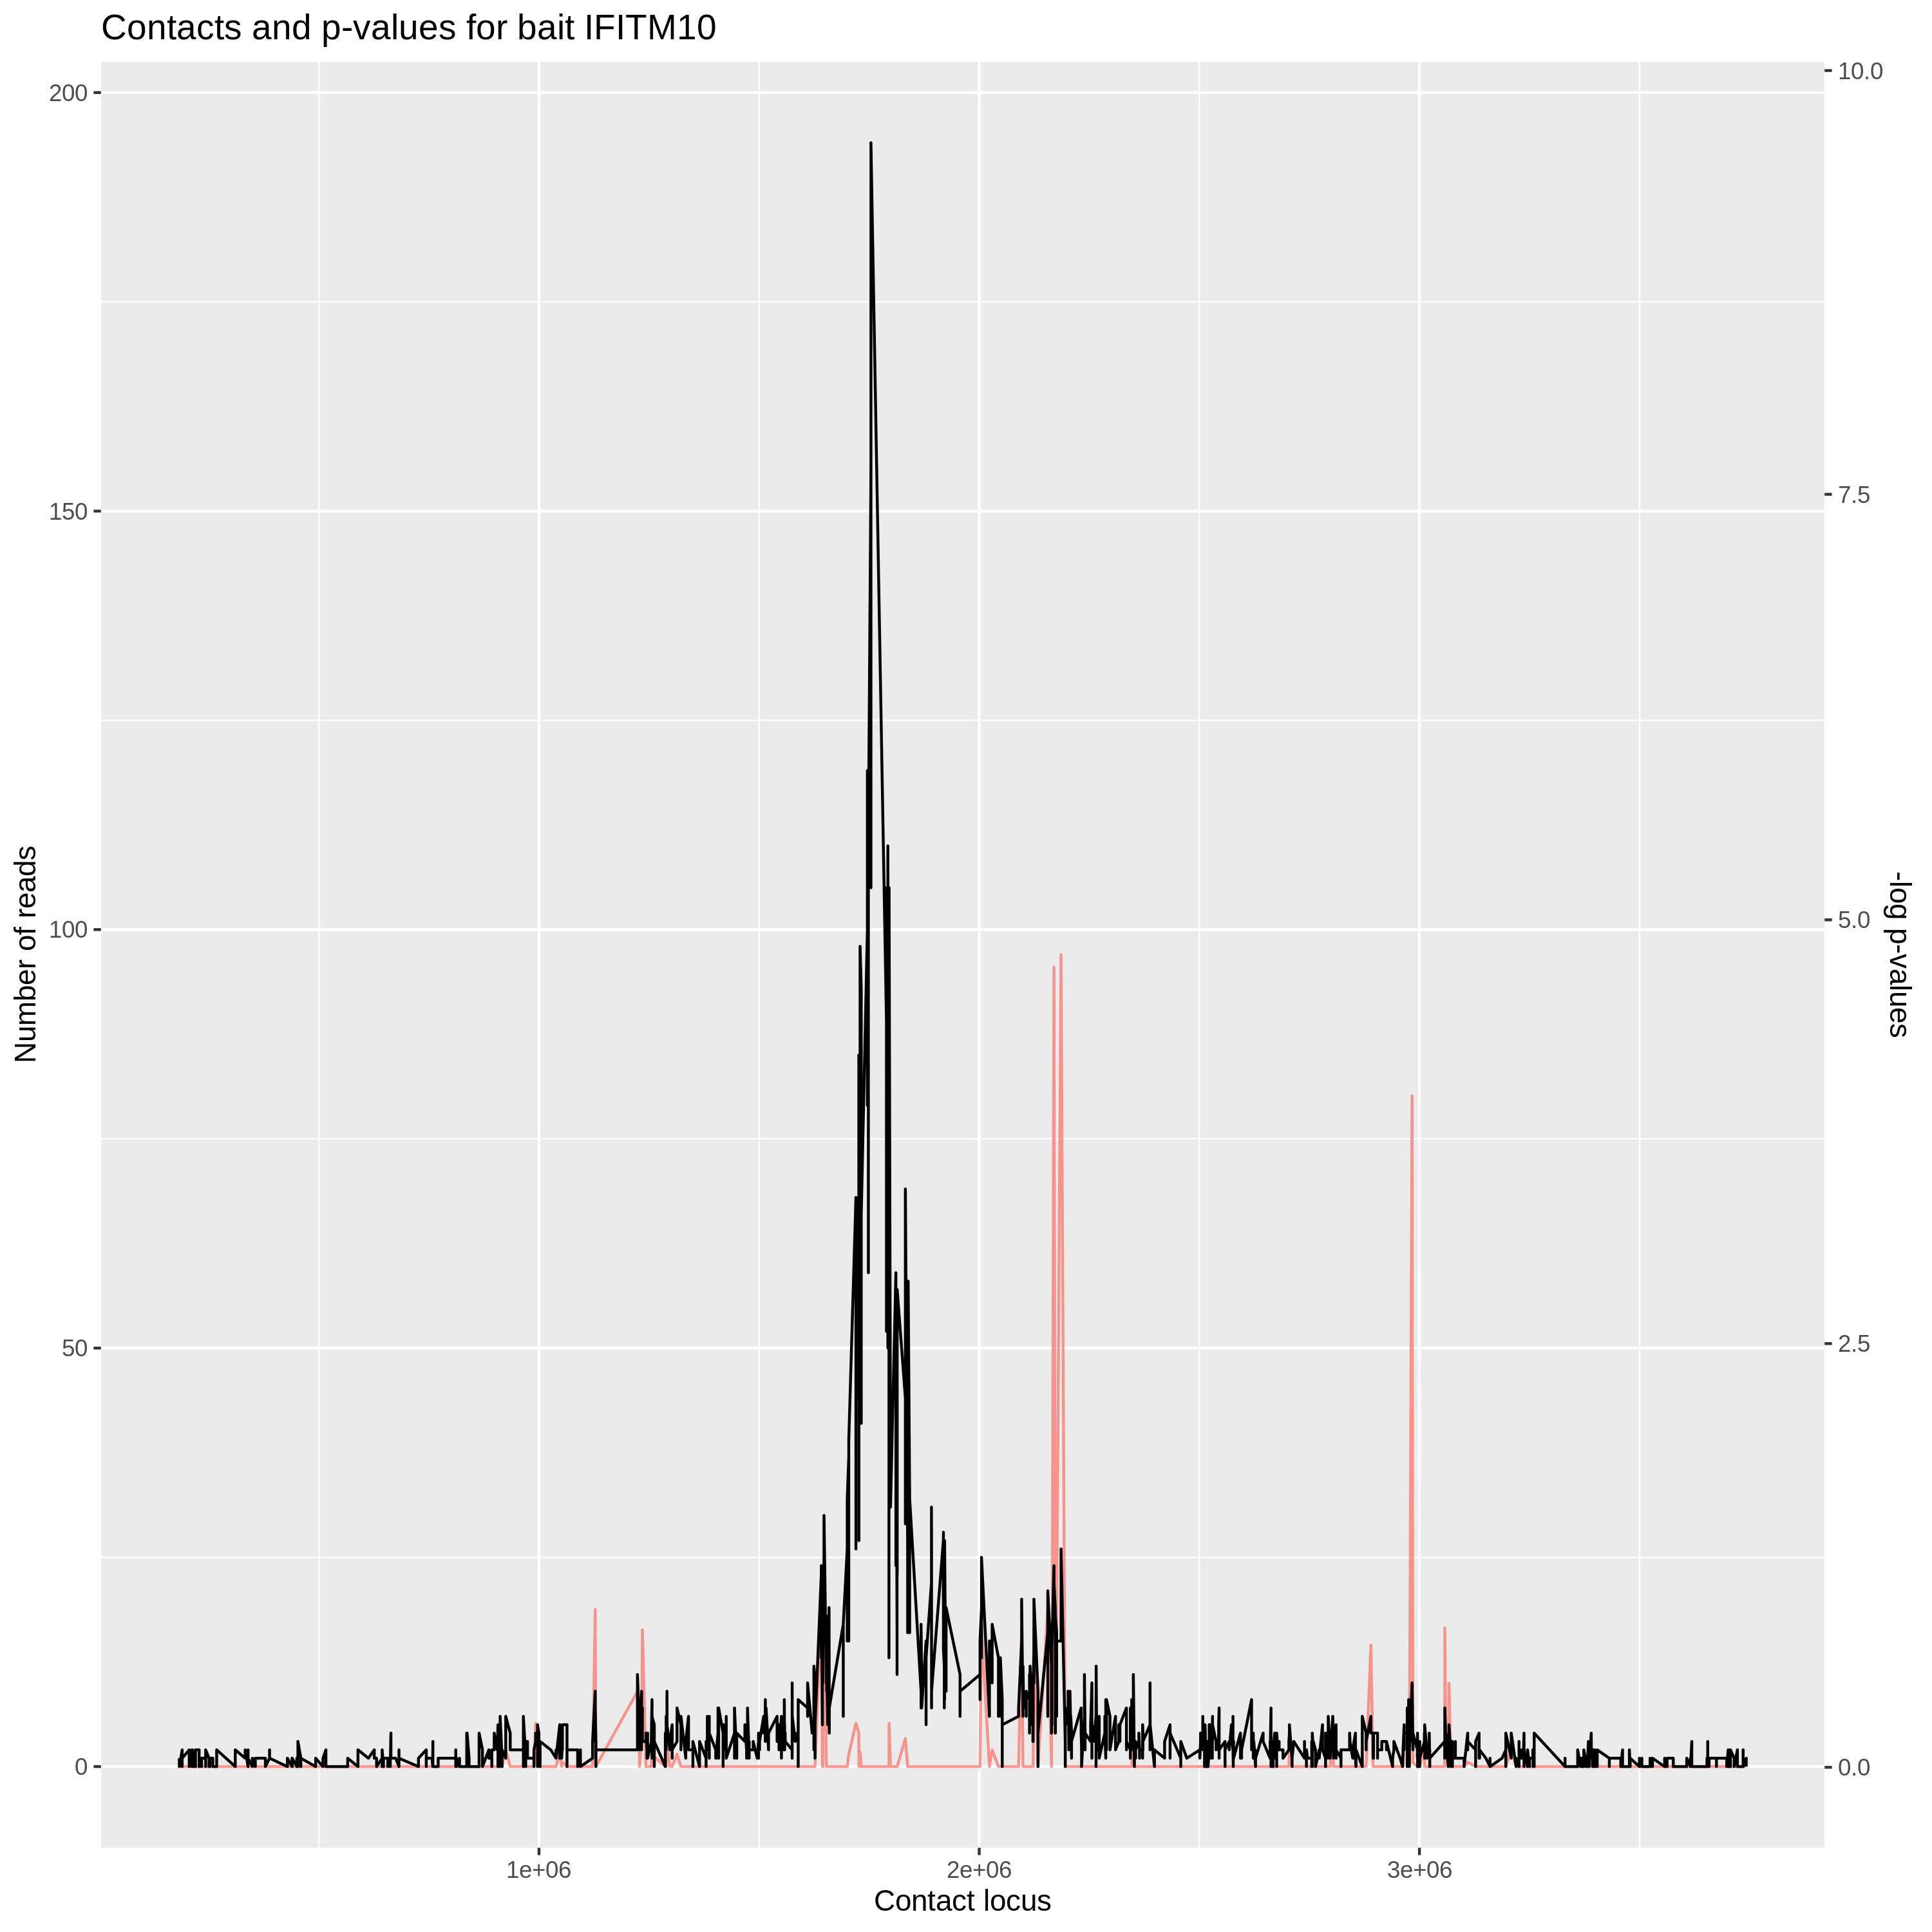 Contacts and p-values for bait IFITM10
200
150
100
50
0
Number of reads
10.0
7.5
5.0
2.5
0.0
-log p-values
1e+06
2e+06
3e+06
Contact locus